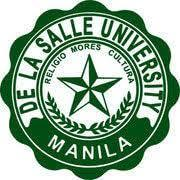 DE LA SALLE UNIVERSITY
RELIGIO MORES CULTURA
MANILA